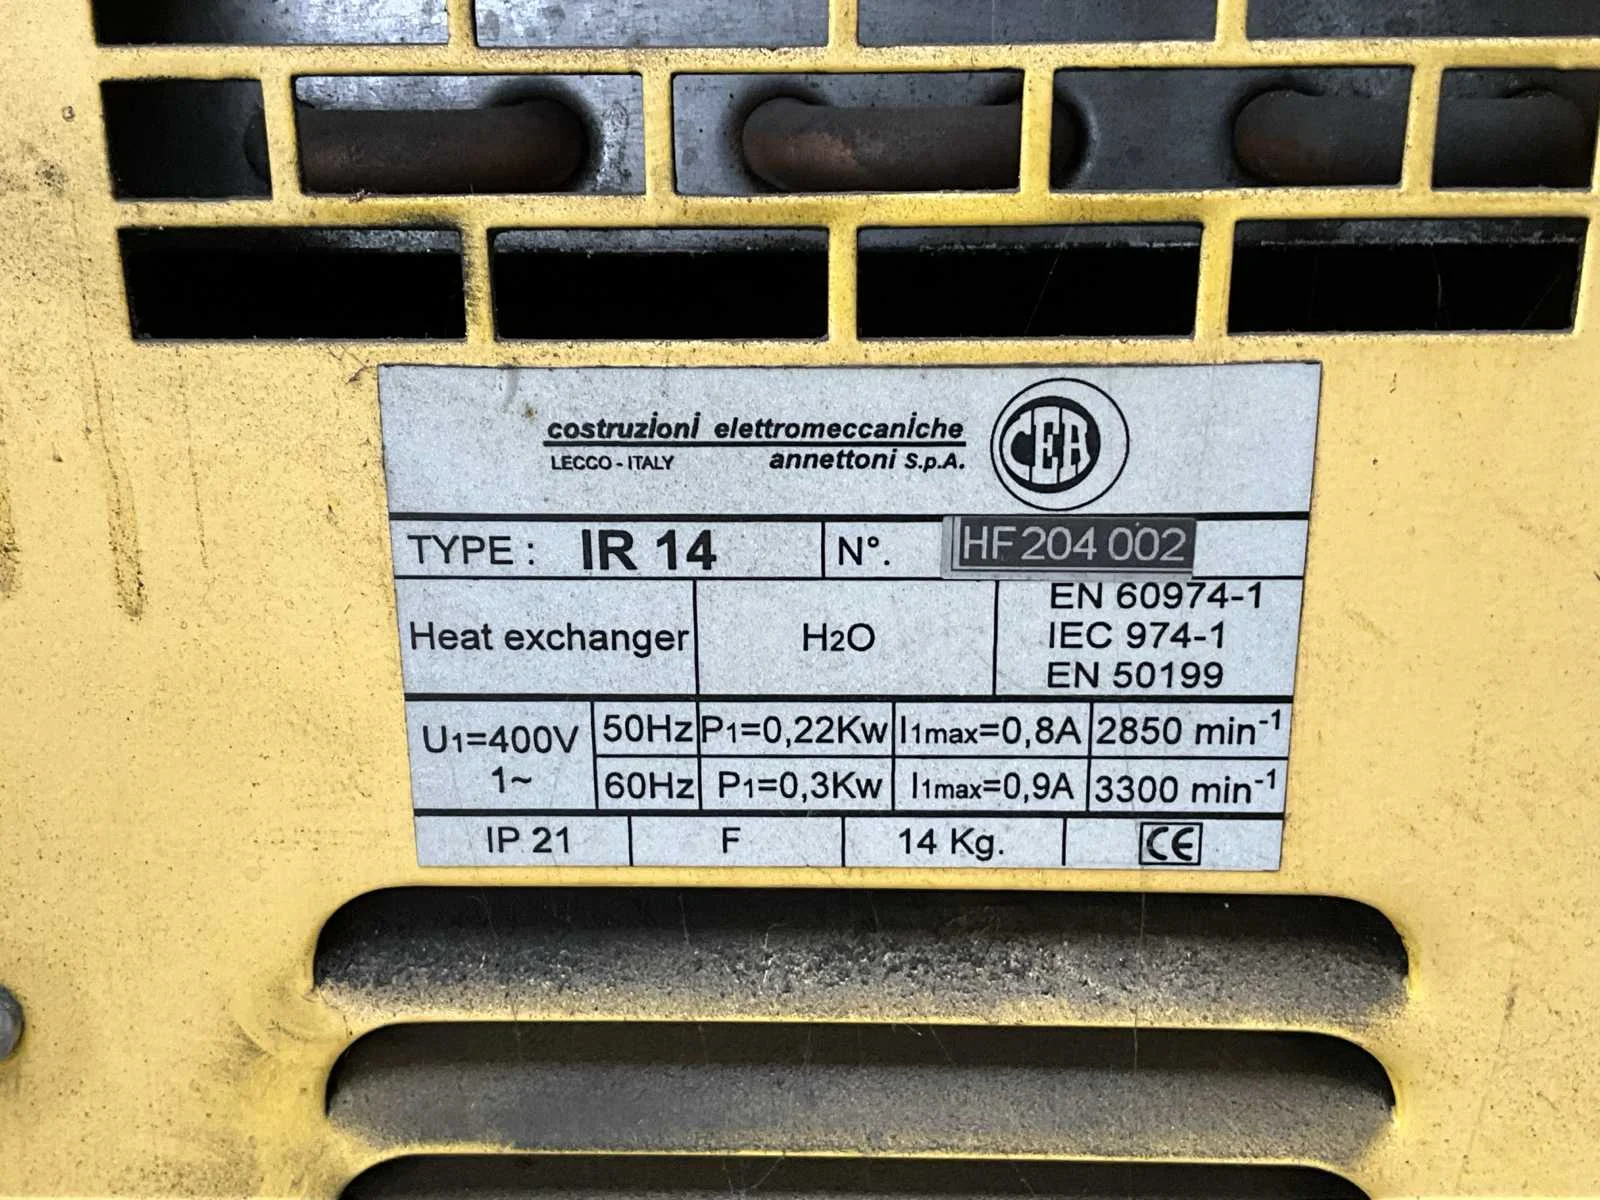 costruzioni elettromeccaniche
LECCO - ITALY annettoni S.p.A.
CEA
TYPE : IR 14 N°. HF 204 002
Heat exchanger H2O EN 60974-1
IEC 974-1
EN 50199
U1=400V 1~
50Hz P1=0,22Kw I1max=0,8A 2850 min-1
60Hz P1=0,3Kw I1max=0,9A 3300 min-1
IP 21 F 14 Kg. CE